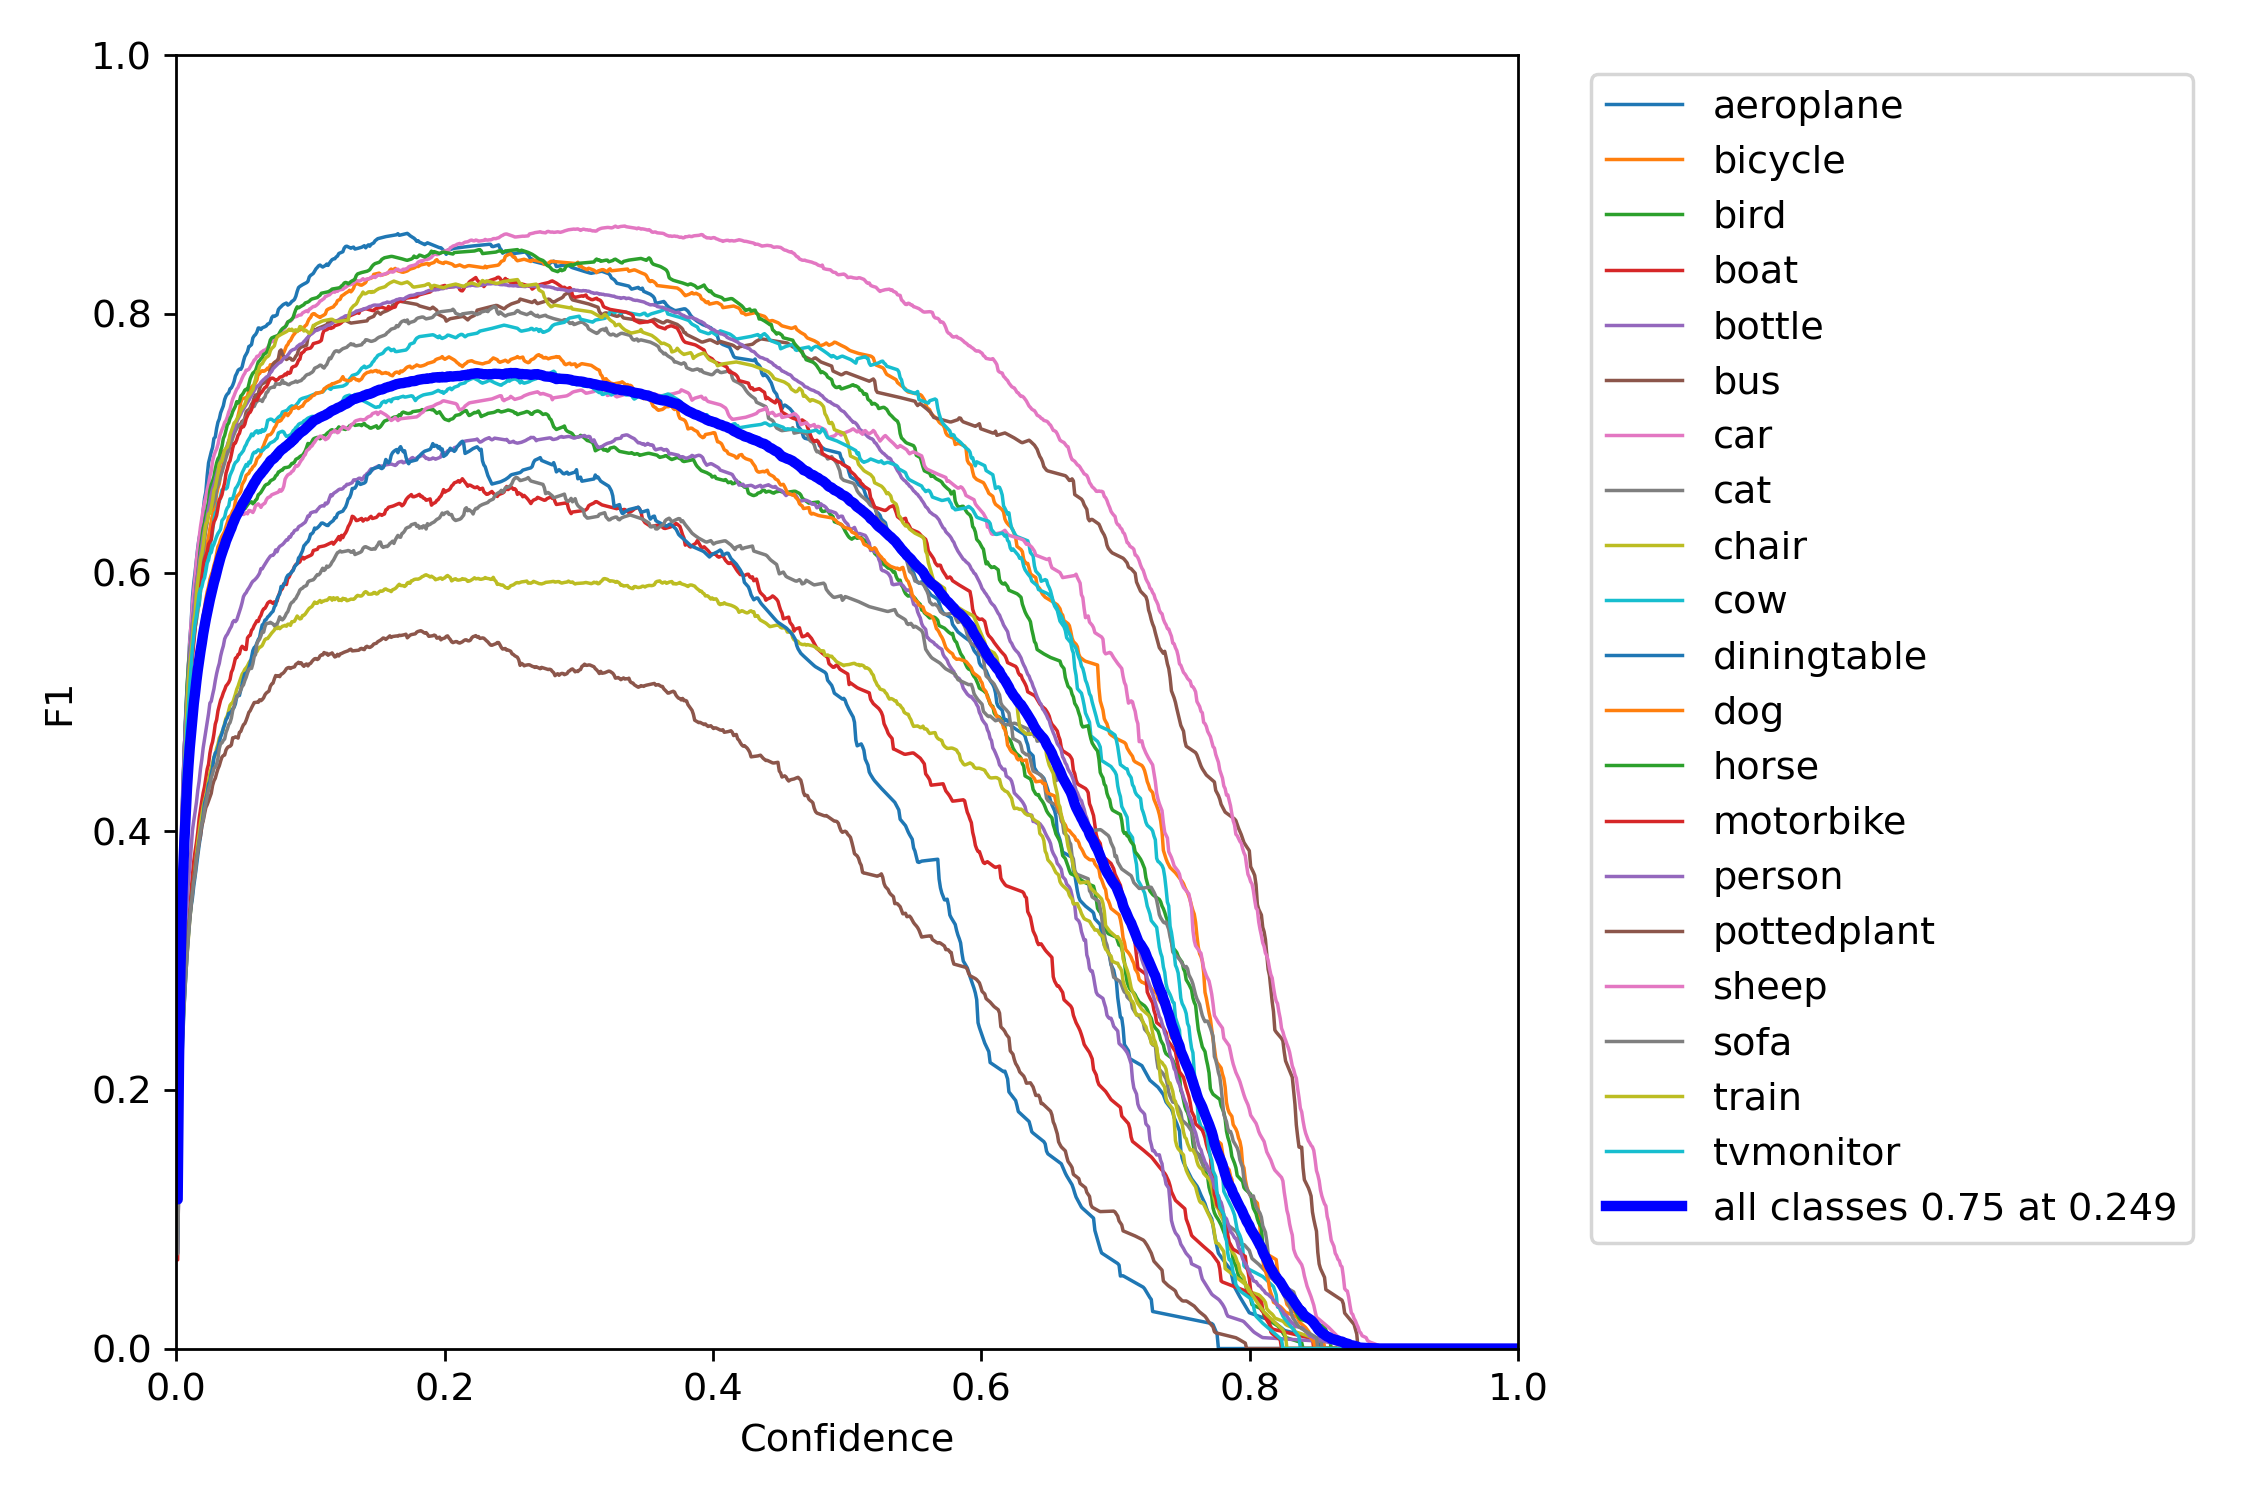 1.0
0.8
0.6
0.4
0.2
0.0
F1
0.0 0.2 0.4 0.6 0.8 1.0
Confidence
aeroplane
bicycle
bird
boat
bottle
bus
car
cat
chair
cow
diningtable
dog
horse
motorbike
person
pottedplant
sheep
sofa
train
tvmonitor
all classes 0.75 at 0.249